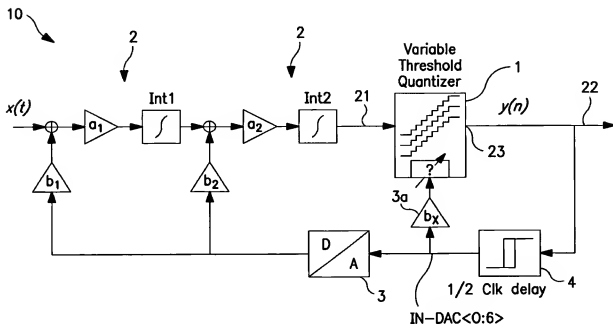 10
2
2
Variable
Threshold
Quantizer
1
x(t)
a1
Int1
a2
Int2
21
y(n)
22
23
b1
b2
?
3a
bx
D
A
3
4
1/2 Clk delay
IN-DAC<0:6>